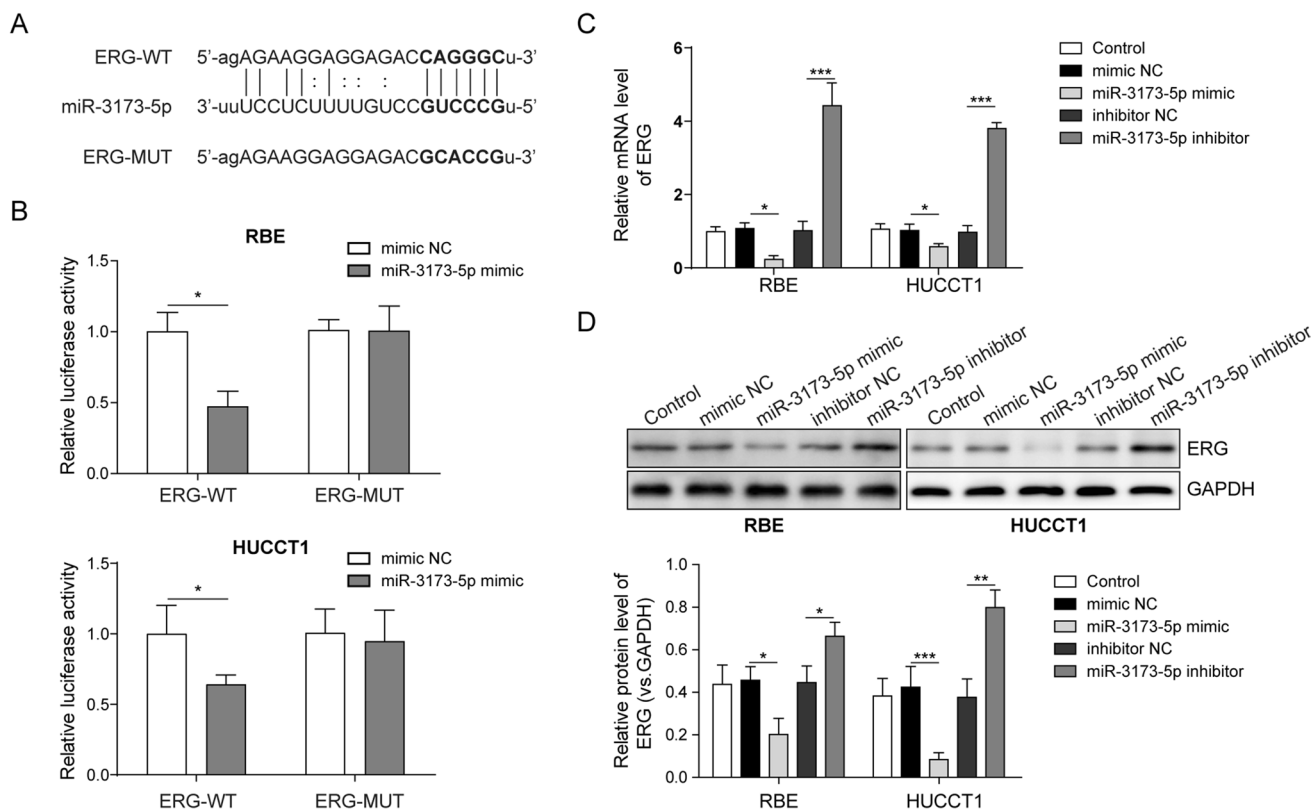 A
ERG-WT 5'-agAGAAGGAGGAGACCAGGGCu-3'
miR-3173-5p 3'-uuUCCUCUUUUGUCCGUCCCGu-5'
ERG-MUT 5'-agAGAAGGAGGAGACGCACCGu-3'
B
RBE
mimic NC
miR-3173-5p mimic
Relative luciferase activity
1.5
1.0
0.5
0.0
*
ERG-WT ERG-MUT
HUCCT1
mimic NC
miR-3173-5p mimic
Relative luciferase activity
1.5
1.0
0.5
0.0
*
ERG-WT ERG-MUT
C
Relative mRNA level
of ERG
6
4
2
0
* *** * ***
RBE HUCCT1
Control
mimic NC
miR-3173-5p mimic
inhibitor NC
miR-3173-5p inhibitor
D
Control mimic NC miR-3173-5p mimic inhibitor NC miR-3173-5p inhibitor Control mimic NC miR-3173-5p mimic inhibitor NC miR-3173-5p inhibitor
ERG
GAPDH
RBE HUCCT1
Relative protein level of
ERG (vs.GAPDH)
1.0
0.8
0.6
0.4
0.2
0.0
* * *** **
RBE HUCCT1
Control
mimic NC
miR-3173-5p mimic
inhibitor NC
miR-3173-5p inhibitor